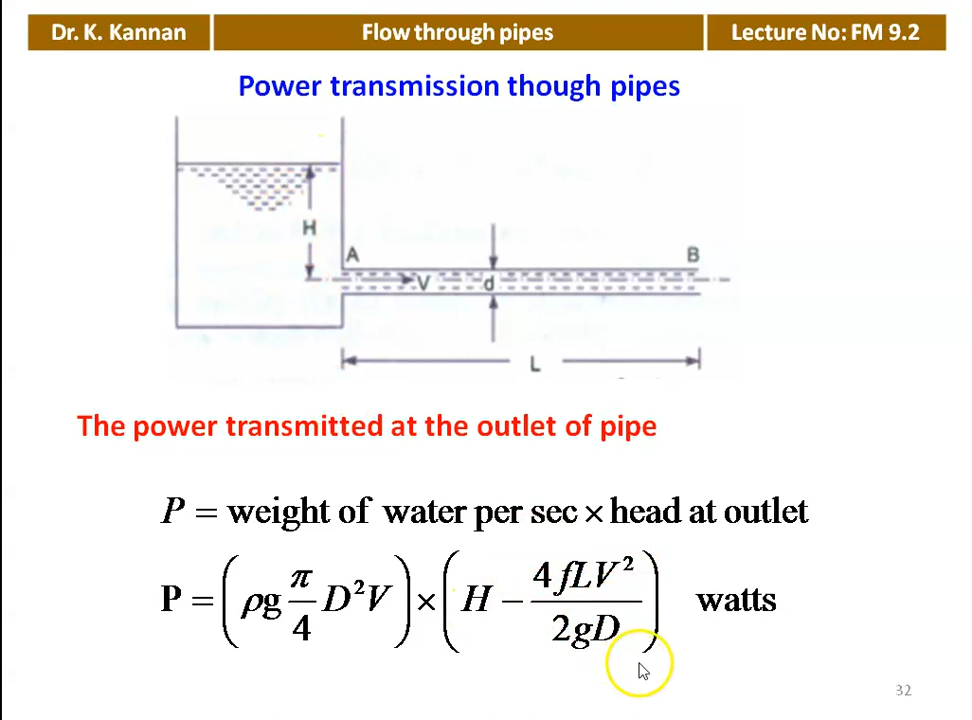 Dr. K. Kannan
Flow through pipes
Lecture No: FM 9.2
Power transmission though pipes
H
A
B
V
d
L
The power transmitted at the outlet of pipe
P = weight of water per sec × head at outlet
P = (ρg π/4 D²V) × (H − 4fLV²/2gD) watts
32